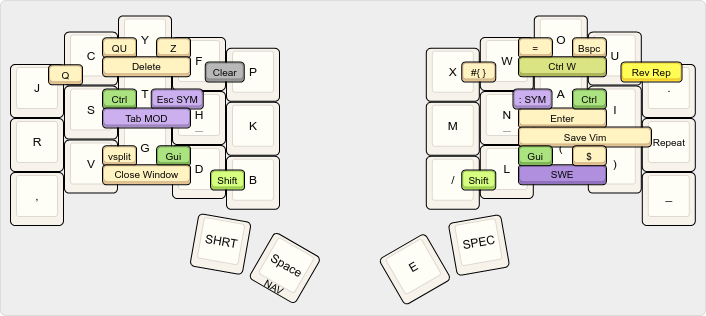 Y
O
C
QU
Z
F
W
=
Bspc
U
Delete
Ctrl W
J
Q
Clear
P
X
#{ }
Rev Rep
.
S
Ctrl
T
Esc SYM
H
_
N
_
: SYM
A
Ctrl
I
Tab MOD
Enter
R
K
M
Save Vim
Repeat
V
vsplit
G
Gui
D
L
Gui
(
$
)
Close Window
SWE
,
Shift
B
/
Shift
_
SHRT
Space
NAV
E
SPEC